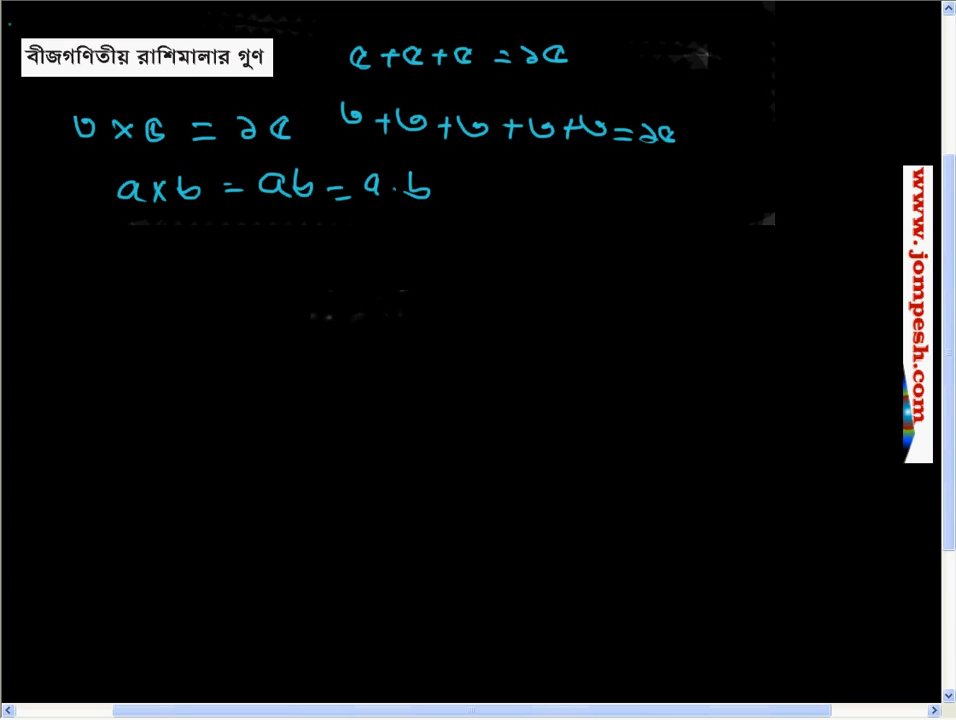 বীজগণিতীয় রাশিমালার গুণ
৫ + ৫ + ৫ = ১৫
৩ × ৫ = ১৫
৩ + ৩ + ৩ + ৩ + ৩ = ১৫
a × b = ab = a . b
www.jompesh.com